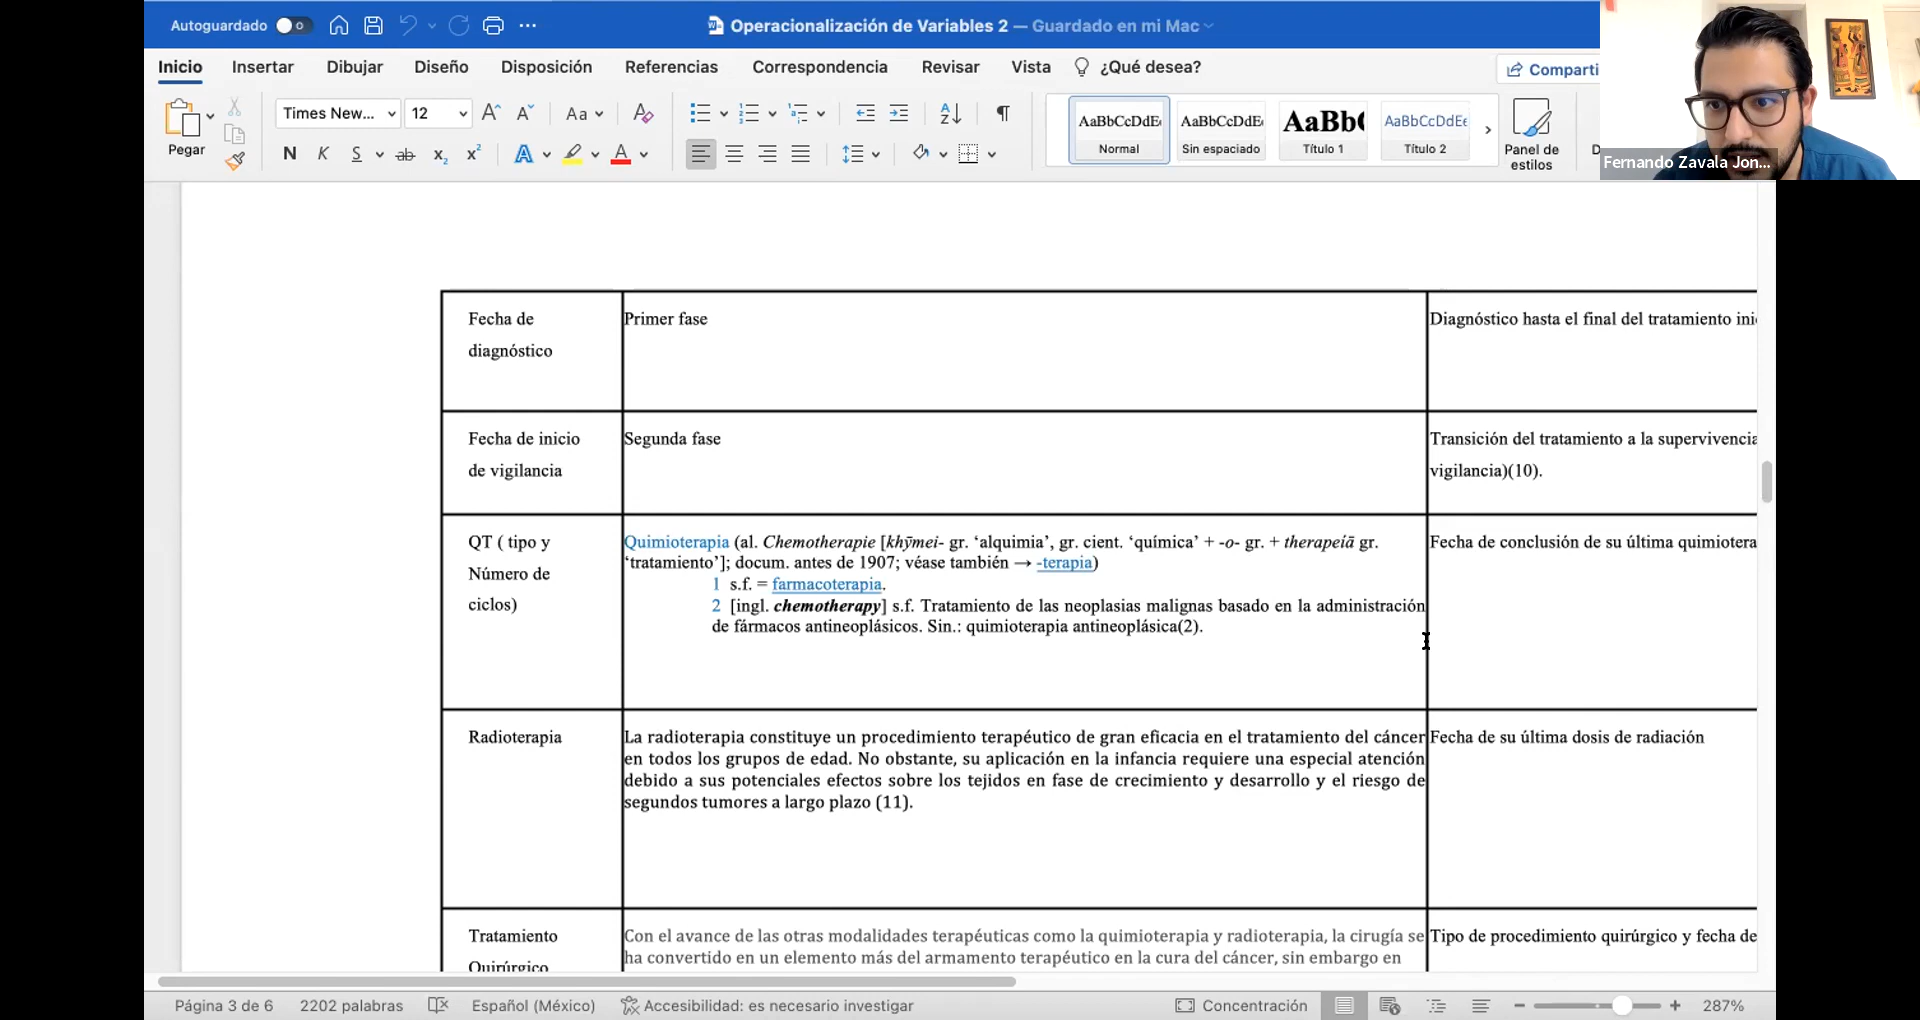 Autoguardado
Operacionalización de Variables 2 — Guardado en mi Mac
Inicio Insertar Dibujar Diseño Disposición Referencias Correspondencia Revisar Vista ¿Qué desea? Comparti
Pegar
Times New... 12 Aa
N K S ab x₂ x² A A
AaBbCcDdEe AaBbCcDdEe AaBb( AaBbCcDdEe
Normal Sin espaciado Título 1 Título 2
Panel de estilos
Fernando Zavala Jon...
Fecha de
diagnóstico
Primer fase
Diagnóstico hasta el final del tratamiento ini
Fecha de inicio
de vigilancia
Segunda fase
Transición del tratamiento a la supervivencia
vigilancia)(10).
QT ( tipo y
Número de
ciclos)
Quimioterapia (al. Chemotherapie [khȳmei- gr. ‘alquimia’, gr. cient. ‘química’ + -o- gr. + therapeíā gr.
‘tratamiento’]; docum. antes de 1907; véase también → -terapia)
1 s.f. = farmacoterapia.
2 [ingl. chemotherapy] s.f. Tratamiento de las neoplasias malignas basado en la administración
de fármacos antineoplásicos. Sin.: quimioterapia antineoplásica(2).
Fecha de conclusión de su última quimiotera
Radioterapia
La radioterapia constituye un procedimiento terapéutico de gran eficacia en el tratamiento del cáncer
en todos los grupos de edad. No obstante, su aplicación en la infancia requiere una especial atención
debido a sus potenciales efectos sobre los tejidos en fase de crecimiento y desarrollo y el riesgo de
segundos tumores a largo plazo (11).
Fecha de su última dosis de radiación
Tratamiento
Quirúrgico
Con el avance de las otras modalidades terapéuticas como la quimioterapia y radioterapia, la cirugía se
ha convertido en un elemento más del armamento terapéutico en la cura del cáncer, sin embargo en
Tipo de procedimiento quirúrgico y fecha de
Página 3 de 6 2202 palabras Español (México) Accesibilidad: es necesario investigar Concentración 287%